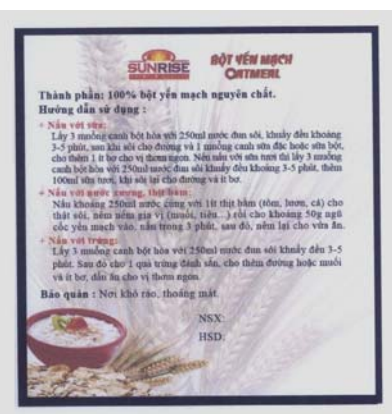 SUNRISE
BỘT YẾN MẠCH
OATMEAL
Thành phần: 100% bột yến mạch nguyên chất.
Hướng dẫn sử dụng :
+ Nấu với sữa:
Lấy 3 muỗng canh bột hòa với 250ml nước đun sôi, khuấy đều khoảng
3-5 phút, sau khi sôi cho đường và 1 muỗng canh sữa đặc hoặc sữa bột,
cho thêm 1 ít bơ cho vị thơm ngon. Nếu nấu với sữa tươi thì lấy 3 muỗng
canh bột hòa với 250ml nước đun sôi khuấy đều khoảng 3-5 phút, thêm
100ml sữa tươi, khi sôi lại cho đường và ít bơ.
+ Nấu với nước xương, thịt bằm:
Nấu khoảng 250ml nước cùng với 1ít thịt bằm (tôm, lươn, cá) cho
thật sôi, nêm nếm gia vị (muối, tiêu...) rồi cho khoảng 50g ngũ
cốc yến mạch vào, nấu trong 3 phút, sau đó, nêm lại cho vừa ăn.
+ Nấu với trứng:
Lấy 3 muỗng canh bột hòa với 250ml nước đun sôi khuấy đều 3-5
phút. Sau đó cho 1 quả trứng đánh sẵn, cho thêm đường hoặc muối
và ít bơ, dầu ăn cho vị thơm ngon.
Bảo quản : Nơi khô ráo, thoáng mát.
NSX:
HSD: